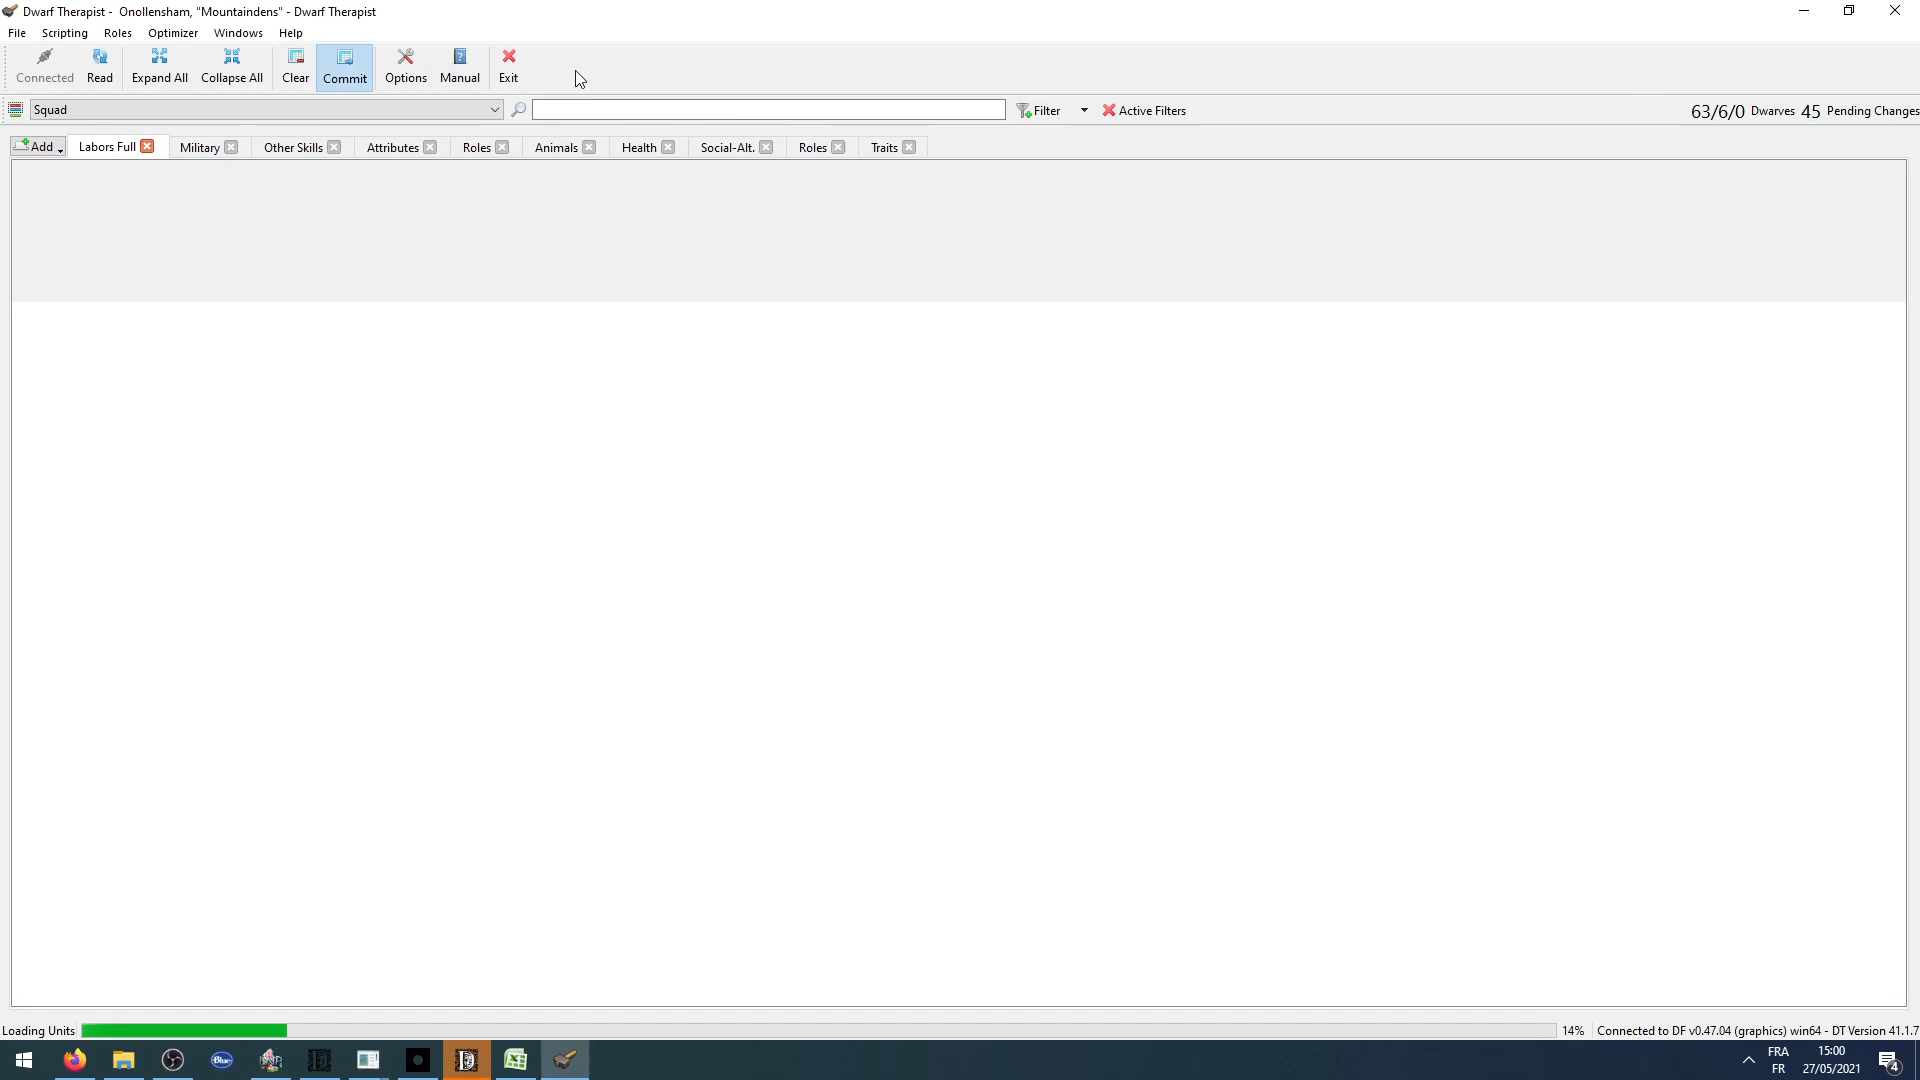 Dwarf Therapist - Onollensham, "Mountaindens" - Dwarf Therapist
File Scripting Roles Optimizer Windows Help
Connected Read Expand All Collapse All Clear Commit Options Manual Exit
Squad Filter Active Filters 63/6/0 Dwarves 45 Pending Changes
Add Labors Full Military Other Skills Attributes Roles Animals Health Social-Alt. Roles Traits
Loading Units 14% Connected to DF v0.47.04 (graphics) win64 - DT Version 41.1.7
Blue
FRA 15:00
FR 27/05/2021 4